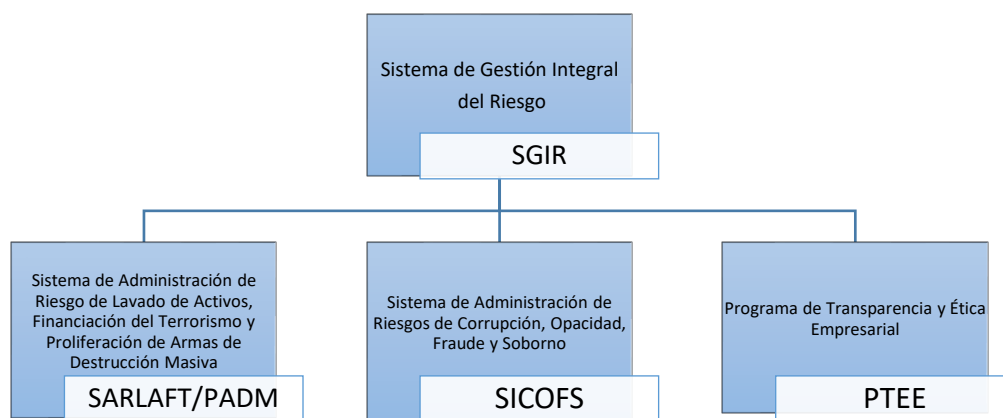 Sistema de Gestión Integral
del Riesgo
SGIR
Sistema de Administración de
Riesgo de Lavado de Activos,
Financiación del Terrorismo y
Proliferación de Armas de
Destrucción Masiva
SARLAFT/PADM
Sistema de Administración de
Riesgos de Corrupción, Opacidad,
Fraude y Soborno
SICOFS
Programa de Transparencia y Ética
Empresarial
PTEE